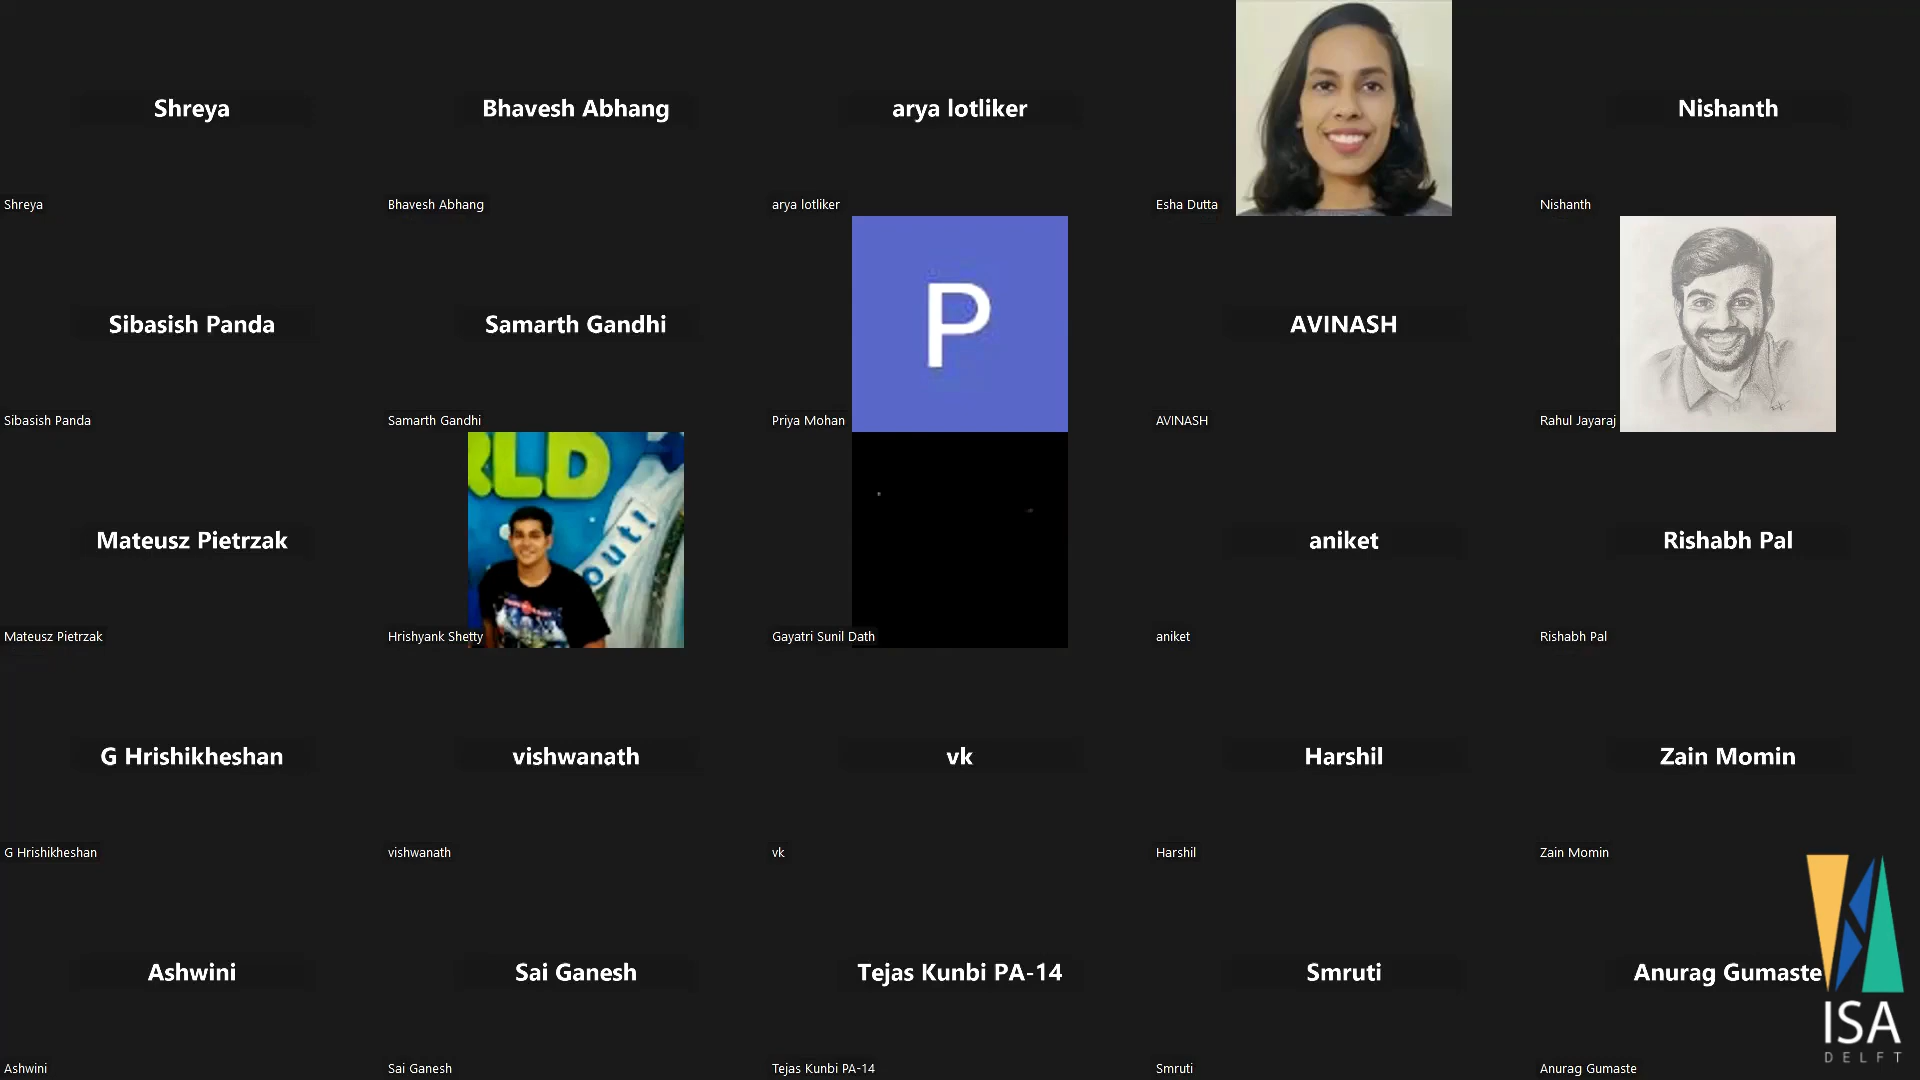 Shreya
Bhavesh Abhang
arya lotliker
Nishanth
Shreya
Bhavesh Abhang
arya lotliker
Esha Dutta
Nishanth
Sibasish Panda
Samarth Gandhi
P
AVINASH
Sibasish Panda
Samarth Gandhi
Priya Mohan
AVINASH
Rahul Jayaraj
RLD
out!
Mateusz Pietrzak
aniket
Rishabh Pal
Mateusz Pietrzak
Hrishyank Shetty
Gayatri Sunil Dath
aniket
Rishabh Pal
G Hrishikheshan
vishwanath
vk
Harshil
Zain Momin
G Hrishikheshan
vishwanath
vk
Harshil
Zain Momin
Ashwini
Sai Ganesh
Tejas Kunbi PA-14
Smruti
Anurag Gumaste
ISA
DELFT
Ashwini
Sai Ganesh
Tejas Kunbi PA-14
Smruti
Anurag Gumaste